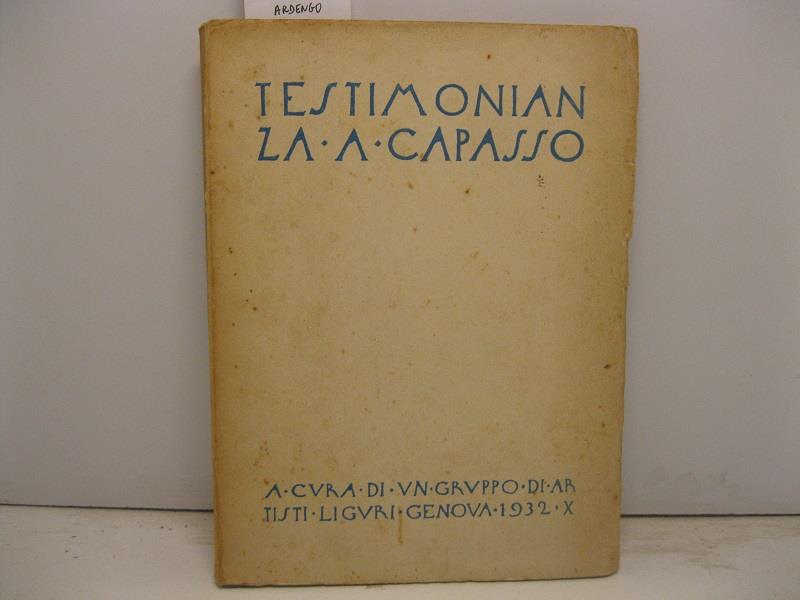 ARDENGO
TESTIMONIAN
ZA·A·CAPASSO
A·CVRA·DI·VN·GRVPPO·DI·AR
TISTI·LIGVRI·GENOVA·1932·X